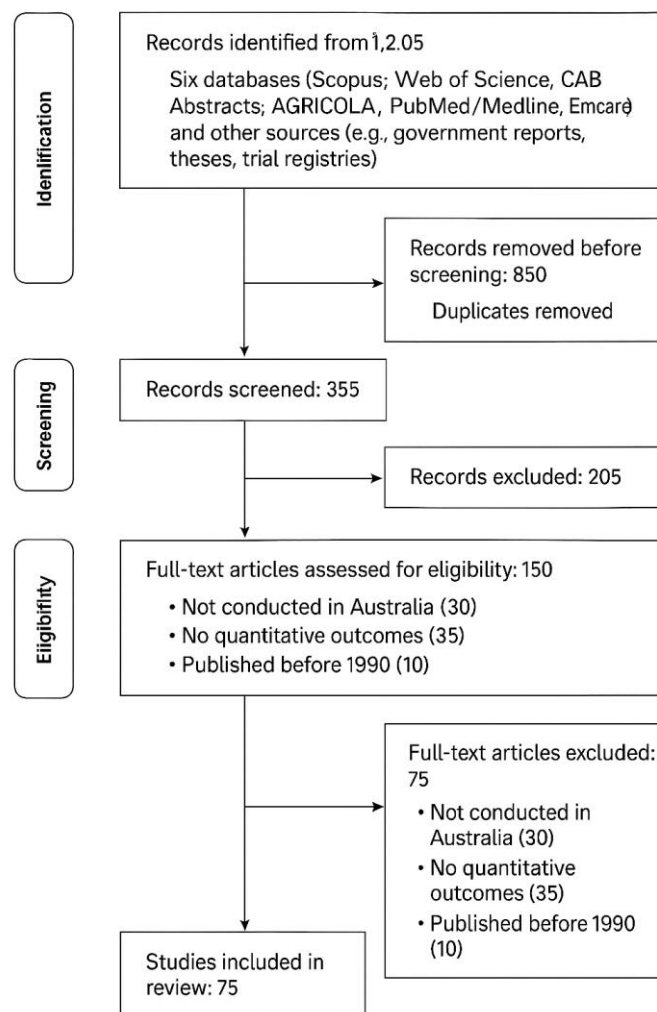 Idenlification
Records identified from 1,2.05
Six databases (Scopus; Web of Science, CAB
Abstracts; AGRICOLA, PubMed/Medline, Emcare)
and other sources (e.g., government reports,
theses, trial registries)
Records removed before
screening: 850
Duplicates removed
Screening
Records screened: 355
Records excluded: 205
Eligibiflity
Full-text articles assessed for eligibility: 150
• Not conducted in Australia (30)
• No quantitative outcomes (35)
• Published before 1990 (10)
Full-text articles excluded:
75
• Not conducted in
Australia (30)
• No quantitative
outcomes (35)
• Published before 1990
(10)
Studies included in
review: 75